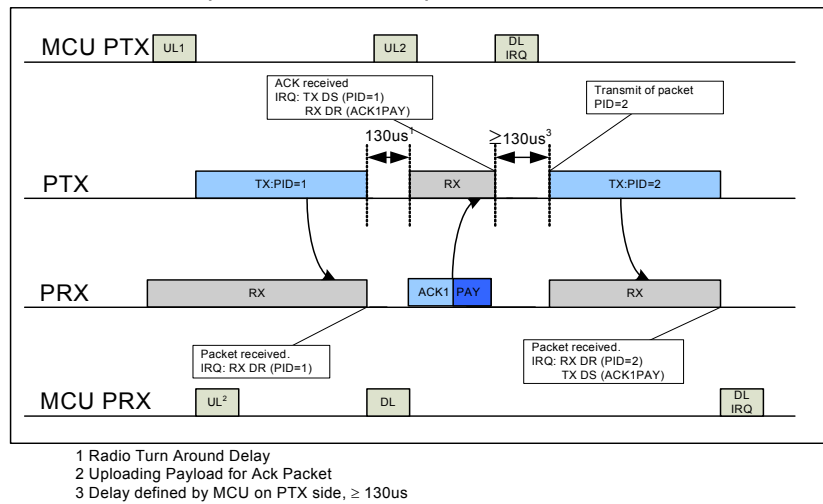 MCU PTX
UL1
UL2
DL
IRQ
ACK received
IRQ: TX DS (PID=1)
RX DR (ACK1PAY)
Transmit of packet
PID=2
130us1
≥130us3
PTX
TX:PID=1
RX
TX:PID=2
PRX
RX
ACK1 PAY
RX
Packet received.
IRQ: RX DR (PID=1)
Packet received.
IRQ: RX DR (PID=2)
TX DS (ACK1PAY)
MCU PRX
UL2
DL
DL
IRQ
1 Radio Turn Around Delay
2 Uploading Payload for Ack Packet
3 Delay defined by MCU on PTX side, ≥ 130us